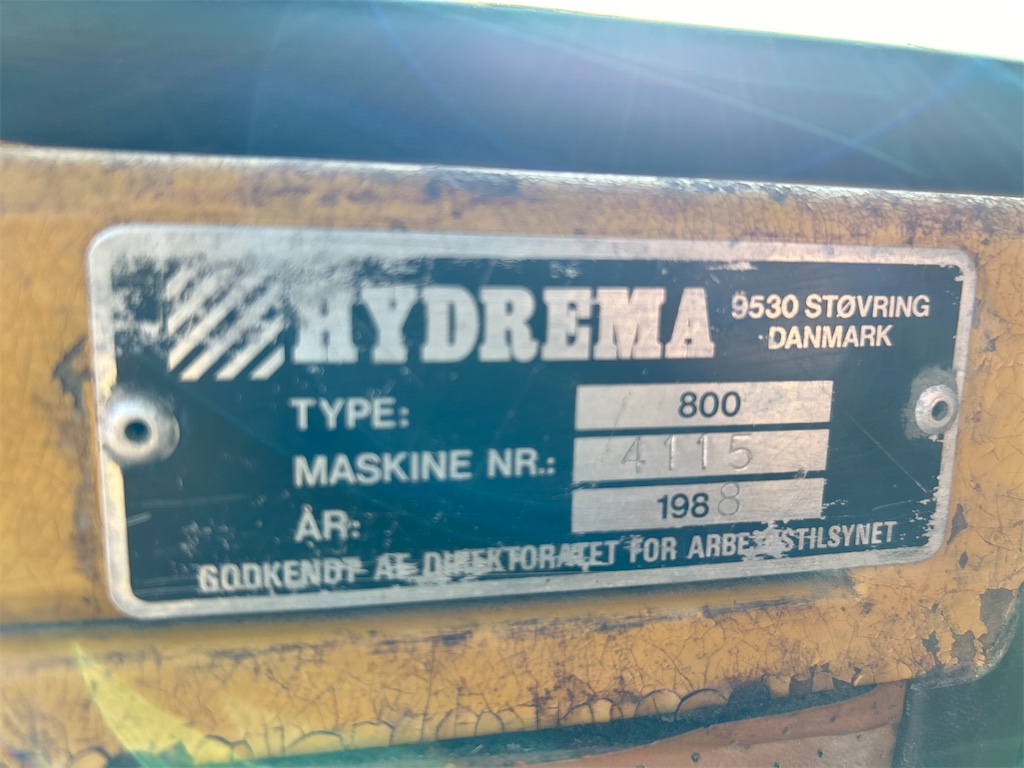 HYDREMA
9530 STØVRING
DANMARK
TYPE: 800
MASKINE NR.: 4115
ÅR: 1988
GODKENDT AF DIREKTORATET FOR ARBEJDSTILSYNET